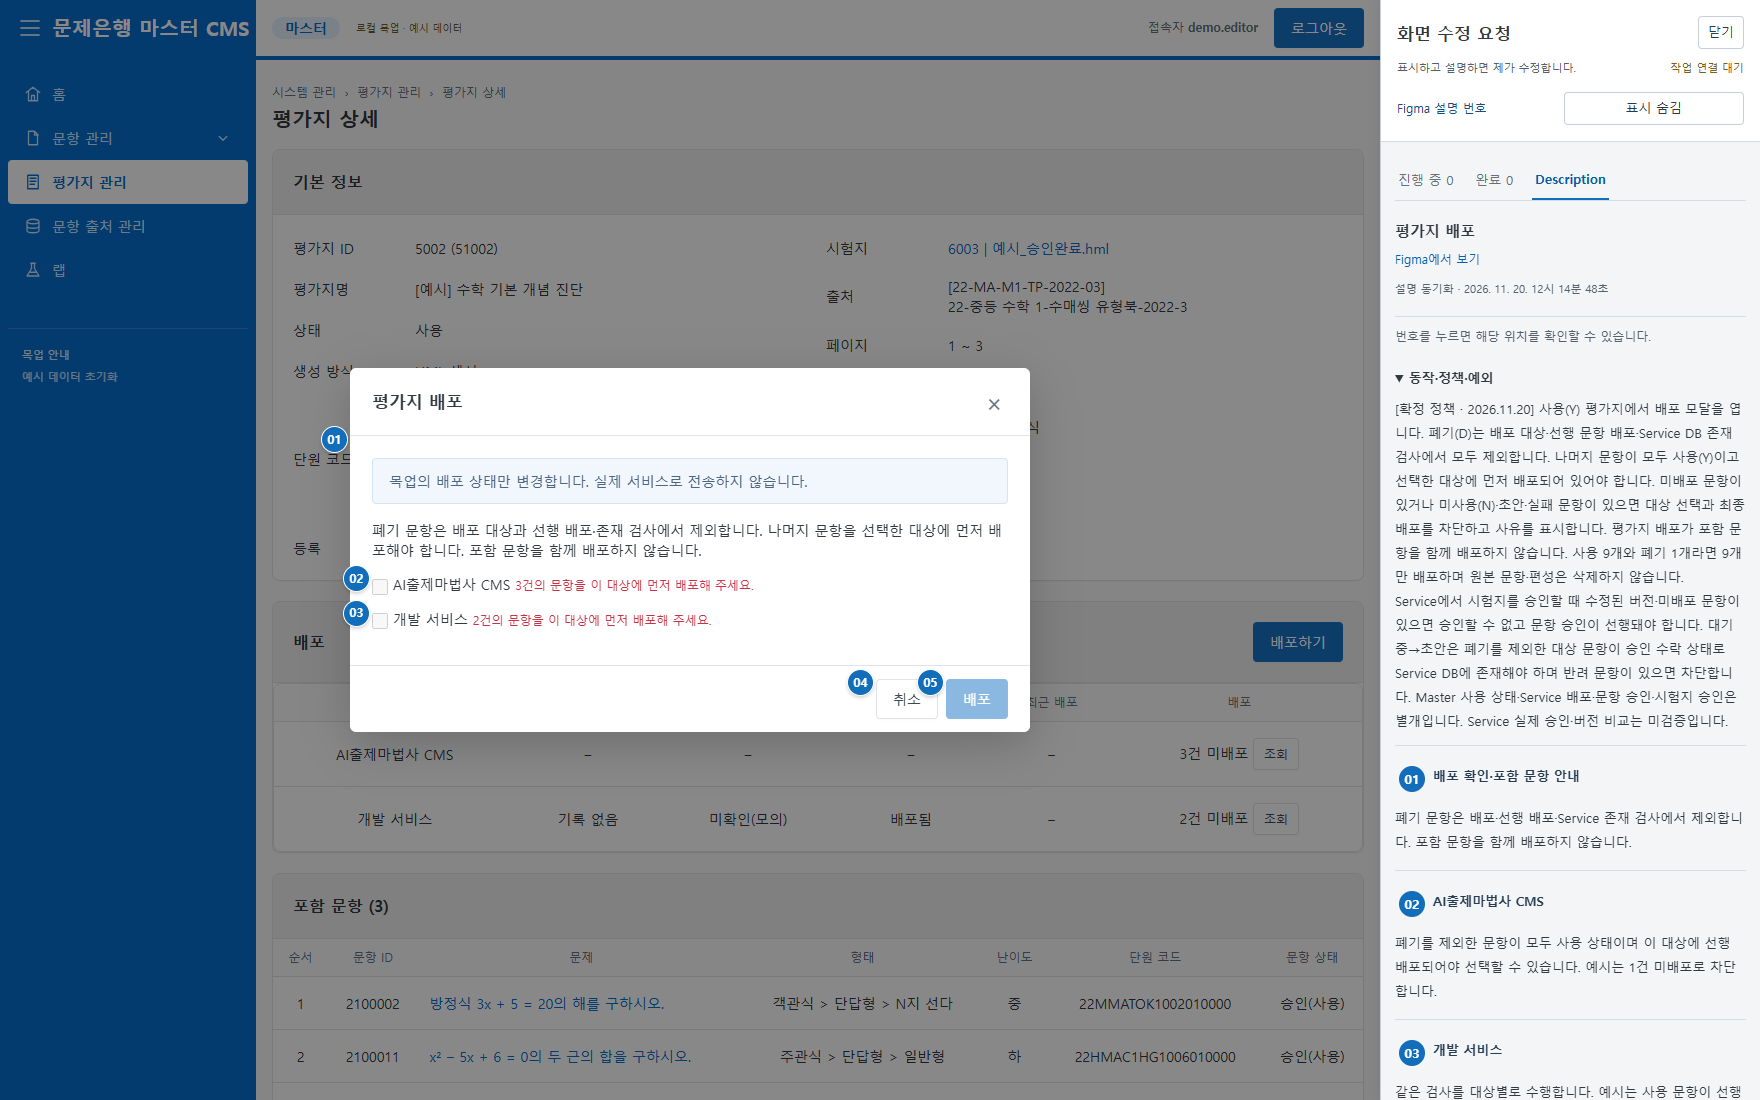 문제은행 마스터 CMS
홈
문항 관리
평가지 관리
문항 출처 관리
랩
목업 안내
예시 데이터 초기화
마스터
로컬 목업 · 예시 데이터
접속자 demo.editor
로그아웃
시스템 관리 › 평가지 관리 › 평가지 상세
평가지 상세
기본 정보
평가지 ID 5002 (51002)
시험지 6003 | 예시_승인완료.hml
평가지명 [예시] 수학 기본 개념 진단
출처 [22-MA-M1-TP-2022-03]
22-중등 수학 1-수매씽 유형북-2022-3
상태 사용
페이지 1 ~ 3
생성 방식
식
단원 코드
등록
평가지 배포
01
목업의 배포 상태만 변경합니다. 실제 서비스로 전송하지 않습니다.
폐기 문항은 배포 대상과 선행 배포·존재 검사에서 제외합니다. 나머지 문항을 선택한 대상에 먼저 배
포해야 합니다. 포함 문항을 함께 배포하지 않습니다.
02 AI출제마법사 CMS 3건의 문항을 이 대상에 먼저 배포해 주세요.
03 개발 서비스 2건의 문항을 이 대상에 먼저 배포해 주세요.
04 취소 05 배포
배포
배포하기
최근 배포 배포
AI출제마법사 CMS – – – – 3건 미배포 조회
개발 서비스 기록 없음 미확인(모의) 배포됨 – 2건 미배포 조회
포함 문항 (3)
순서 문항 ID 문제 형태 난이도 단원 코드 문항 상태
1 2100002 방정식 3x + 5 = 20의 해를 구하시오. 객관식 > 단답형 > N지 선다 중 22MMATOK1002010000 승인(사용)
2 2100011 x² − 5x + 6 = 0의 두 근의 합을 구하시오. 주관식 > 단답형 > 일반형 하 22HMAC1HG1006010000 승인(사용)
화면 수정 요청
닫기
표시하고 설명하면 제가 수정합니다.
작업 연결 대기
Figma 설명 번호
표시 숨김
진행 중 0 완료 0 Description
평가지 배포
Figma에서 보기
설명 동기화 · 2026. 11. 20. 12시 14분 48초
번호를 누르면 해당 위치를 확인할 수 있습니다.
▼ 동작·정책·예외
[확정 정책 · 2026.11.20] 사용(Y) 평가지에서 배포 모달을 엽
니다. 폐기(D)는 배포 대상·선행 문항 배포·Service DB 존재
검사에서 모두 제외합니다. 나머지 문항이 모두 사용(Y)이고
선택한 대상에 먼저 배포되어 있어야 합니다. 미배포 문항이
있거나 미사용(N)·초안·실패 문항이 있으면 대상 선택과 최종
배포를 차단하고 사유를 표시합니다. 평가지 배포가 포함 문
항을 함께 배포하지 않습니다. 사용 9개와 폐기 1개라면 9개
만 배포하며 원본 문항·편성은 삭제하지 않습니다.
Service에서 시험지를 승인할 때 수정된 버전·미배포 문항이
있으면 승인할 수 없고 문항 승인이 선행돼야 합니다. 대기
중→초안은 폐기를 제외한 대상 문항이 승인 수락 상태로
Service DB에 존재해야 하며 반려 문항이 있으면 차단합니
다. Master 사용 상태·Service 배포·문항 승인·시험지 승인은
별개입니다. Service 실제 승인·버전 비교는 미검증입니다.
01 배포 확인·포함 문항 안내
폐기 문항은 배포·선행 배포·Service 존재 검사에서 제외합니
다. 포함 문항을 함께 배포하지 않습니다.
02 AI출제마법사 CMS
폐기를 제외한 문항이 모두 사용 상태이며 이 대상에 선행
배포되어야 선택할 수 있습니다. 예시는 1건 미배포로 차단
합니다.
03 개발 서비스
같은 검사를 대상별로 수행합니다. 예시는 사용 문항이 선행